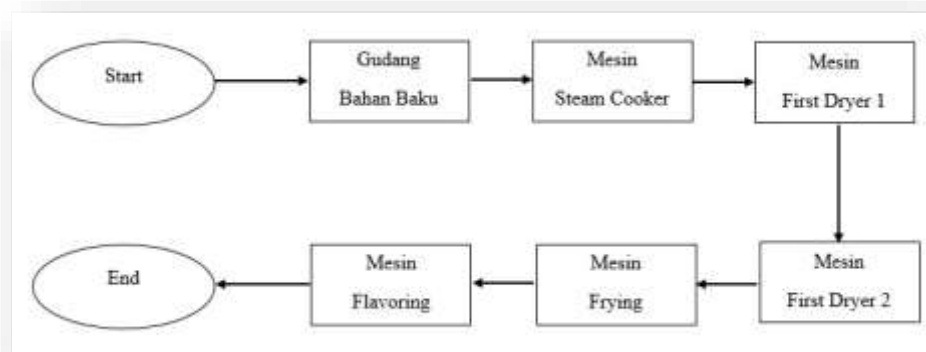 Start
Gudang
Bahan Baku
Mesin
Steam Cooker
Mesin
First Dryer 1
Mesin
First Dryer 2
Mesin
Frying
Mesin
Flavoring
End